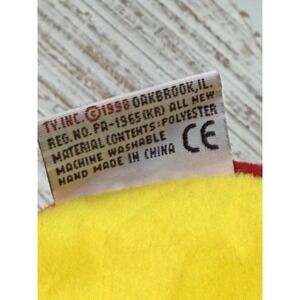 TY.INC.©1998 OAKBROOK,IL.
REG.NO. PA-1965(KR) ALL NEW
MATERIAL CONTENTS:POLYESTER
MACHINE WASHABLE
HAND MADE IN CHINA
CE